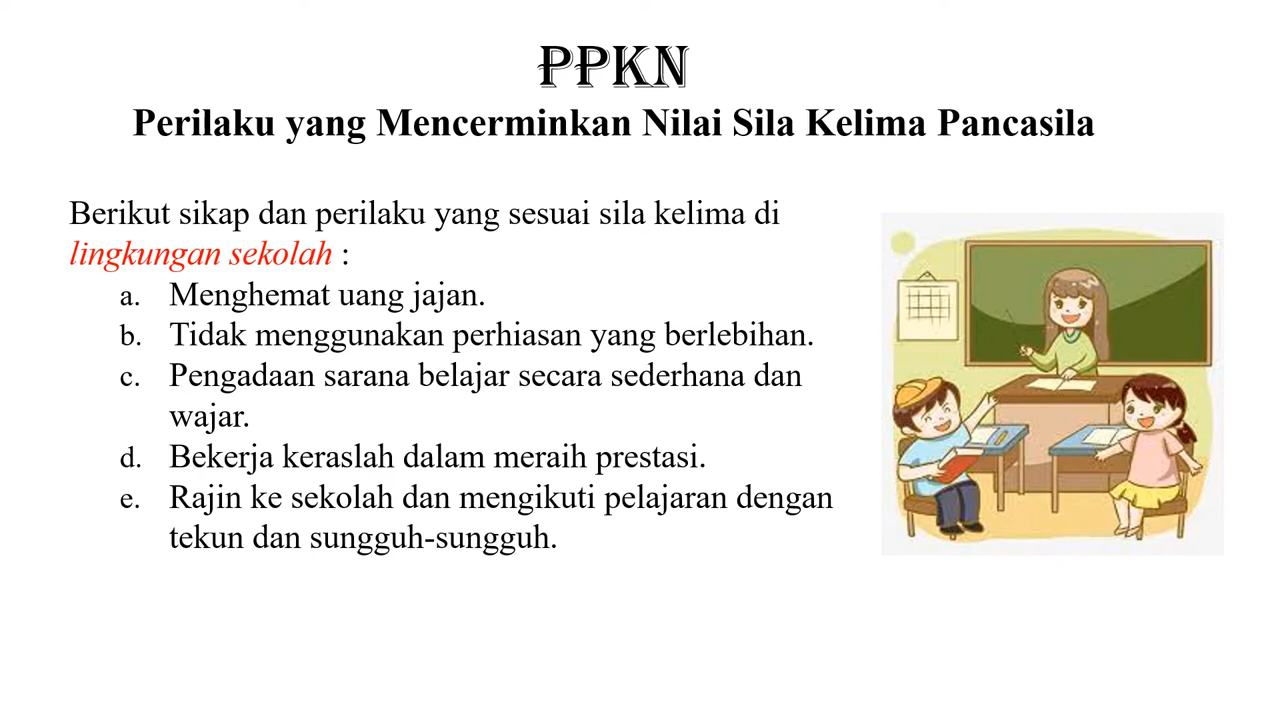 PPKN
Perilaku yang Mencerminkan Nilai Sila Kelima Pancasila
Berikut sikap dan perilaku yang sesuai sila kelima di
lingkungan sekolah :
a. Menghemat uang jajan.
b. Tidak menggunakan perhiasan yang berlebihan.
c. Pengadaan sarana belajar secara sederhana dan
wajar.
d. Bekerja keraslah dalam meraih prestasi.
e. Rajin ke sekolah dan mengikuti pelajaran dengan
tekun dan sungguh-sungguh.